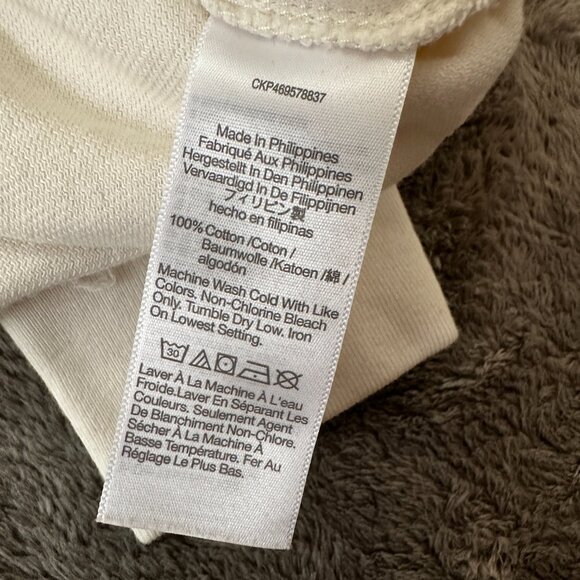 CKP469578837
Made In Philippines
Fabriqué Aux Philippines
Hergestellt In Den Philippinen
Vervaardigd In De Filippijnen
フィリピン製
hecho en filipinas
100% Cotton /Coton /
Baumwolle /Katoen /綿 /
algodón
Machine Wash Cold With Like
Colors. Non-Chlorine Bleach
Only. Tumble Dry Low. Iron
On Lowest Setting.
30
Laver À La Machine À L'eau
Froide.Laver En Séparant Les
Couleurs. Seulement Agent
De Blanchiment Non-Chlore.
Sécher À La Machine À
Basse Température. Fer Au
Réglage Le Plus Bas.